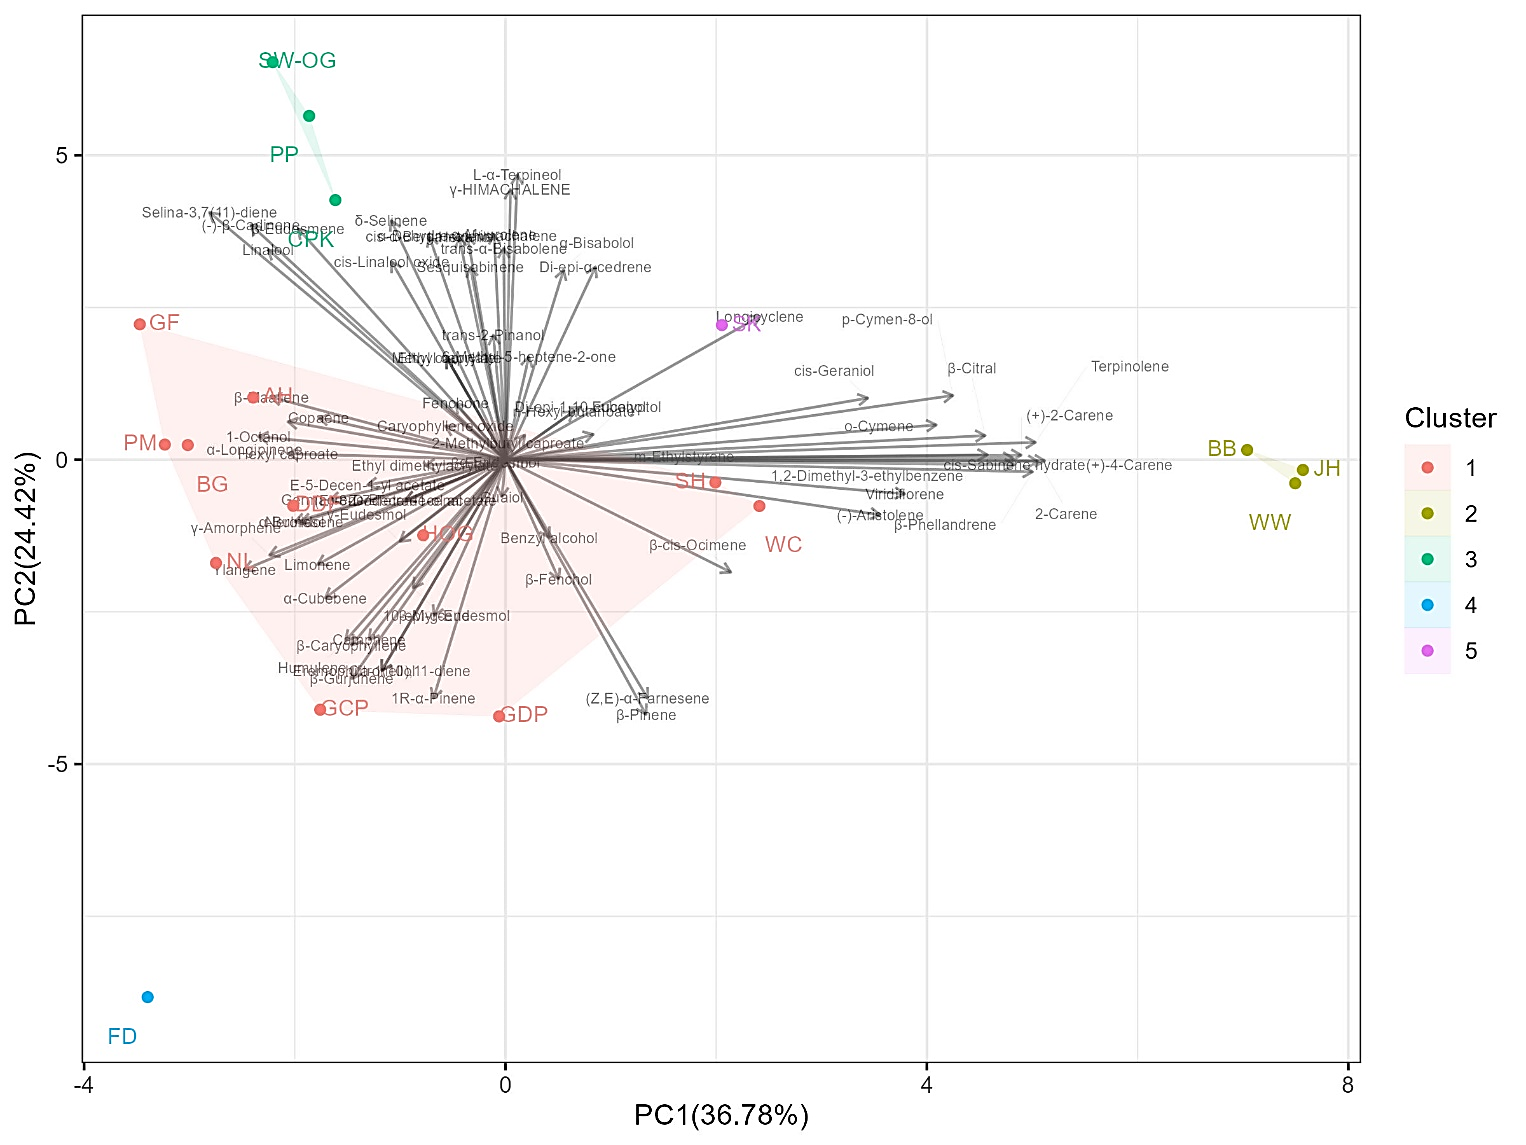 SW-OG
PP
5
L-α-Terpineol
γ-HIMACHALENE
Selina-3,7(11)-diene
(-)-β-Cadinene
β-Eudesmene
CPK
Linalool
δ-Selinene
trans-α-Bisabolene
α-Bisabolol
cis-Linalool oxide
Sesquisabinene
Di-epi-α-cedrene
GF
Longicyclene
SK
p-Cymen-8-ol
trans-2-Pinanol
cis-Geraniol
β-Citral
Terpinolene
AH
Copaene
Fenchone
(+)-2-Carene
Caryophyllene oxide
o-Cymene
PM
1-Octanol
α-Longipinene
Hexyl caproate
2-Methylbutyl caproate
m-Ethylstyrene
BB
JH
0
cis-Sabinene hydrate
(+)-4-Carene
BG
E-5-Decen-1-yl acetate
Guaiol
SH
1,2-Dimethyl-3-ethylbenzene
Viridiflorene
γ-Eudesmol
(-)-Aristolene
β-Phellandrene
2-Carene
WW
γ-Amorphene
HOG
Benzyl alcohol
β-cis-Ocimene
WC
NL
Ylangene
Limonene
β-Fenchol
α-Cubebene
Camphene
β-Caryophyllene
Humulene
β-Gurjunene
1R-α-Pinene
(Z,E)-α-Farnesene
β-Pinene
GCP
GDP
-5
FD
-4
0
4
8
PC1(36.78%)
PC2(24.42%)
Cluster
1
2
3
4
5